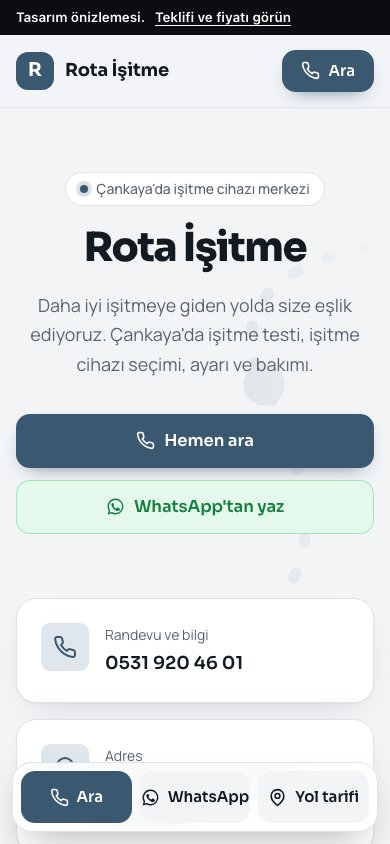 Tasarım önizlemesi. Teklifi ve fiyatı görün
R Rota İşitme Ara
Çankaya'da işitme cihazı merkezi
Rota İşitme
Daha iyi işitmeye giden yolda size eşlik
ediyoruz. Çankaya'da işitme testi, işitme
cihazı seçimi, ayarı ve bakımı.
Hemen ara
WhatsApp'tan yaz
Randevu ve bilgi
0531 920 46 01
Adres
Ara WhatsApp Yol tarifi